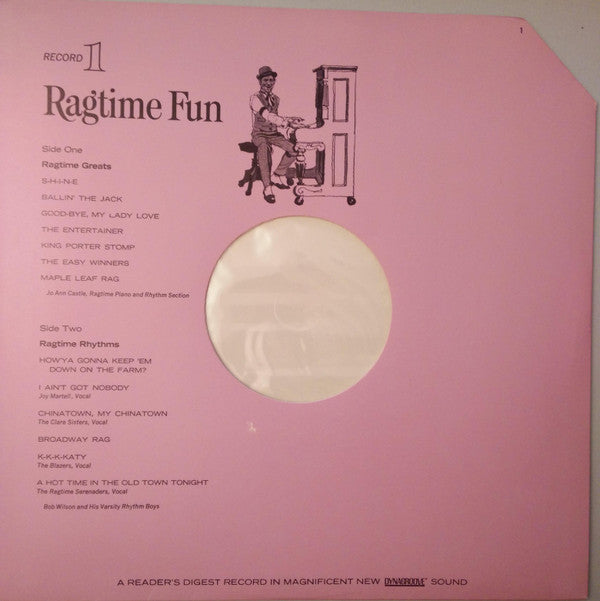 1
RECORD 1
Ragtime Fun
Side One
Ragtime Greats
S-H-I-N-E
BALLIN' THE JACK
GOOD-BYE, MY LADY LOVE
THE ENTERTAINER
KING PORTER STOMP
THE EASY WINNERS
MAPLE LEAF RAG
Jo Ann Castle, Ragtime Piano and Rhythm Section
Side Two
Ragtime Rhythms
HOW'YA GONNA KEEP 'EM
DOWN ON THE FARM?
I AIN'T GOT NOBODY
Joy Martell, Vocal
CHINATOWN, MY CHINATOWN
The Clare Sisters, Vocal
BROADWAY RAG
K-K-K-KATY
The Blazers, Vocal
A HOT TIME IN THE OLD TOWN TONIGHT
The Ragtime Serenaders, Vocal
Bob Wilson and His Varsity Rhythm Boys
A READER'S DIGEST RECORD IN MAGNIFICENT NEW DYNAGROOVE SOUND